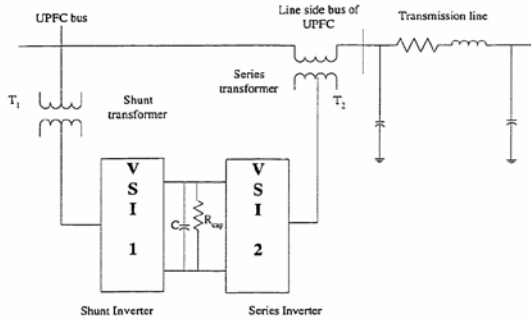 UPFC bus
Line side bus of
UPFC
Transmission line
T1
Shunt
transformer
Series
transformer
T2
V
S
I
1
C
Rcap
V
S
I
2
Shunt Inverter
Series Inverter